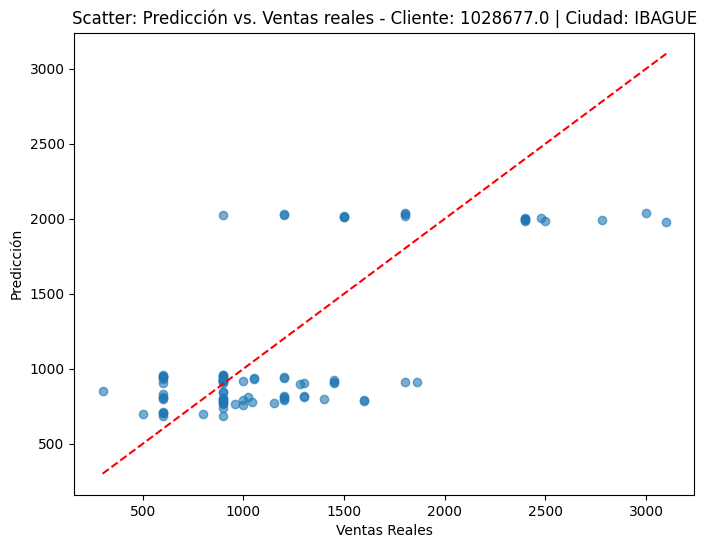 Scatter: Predicción vs. Ventas reales - Cliente: 1028677.0 | Ciudad: IBAGUE
3000
2500
2000
1500
1000
500
Predicción
500 1000 1500 2000 2500 3000
Ventas Reales